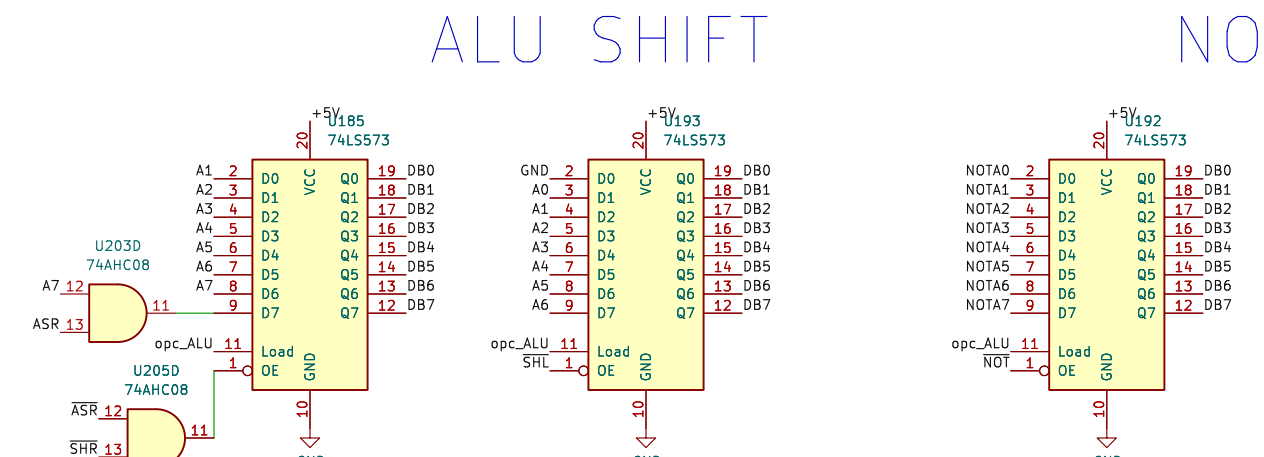 ALU SHIFT
NO
+5V
U185
74LS573
20
VCC
A1 2 D0 Q0 19 DB0
A2 3 D1 Q1 18 DB1
A3 4 D2 Q2 17 DB2
A4 5 D3 Q3 16 DB3
A5 6 D4 Q4 15 DB4
A6 7 D5 Q5 14 DB5
A7 8 D6 Q6 13 DB6
9 D7 Q7 12 DB7
opc_ALU 11 Load
1 OE
GND
10
U203D
74AHC08
A7 12
11
ASR 13
U205D
74AHC08
ASR 12
11
SHR 13
+5V
U193
74LS573
20
VCC
GND 2 D0 Q0 19 DB0
A0 3 D1 Q1 18 DB1
A1 4 D2 Q2 17 DB2
A2 5 D3 Q3 16 DB3
A3 6 D4 Q4 15 DB4
A4 7 D5 Q5 14 DB5
A5 8 D6 Q6 13 DB6
A6 9 D7 Q7 12 DB7
opc_ALU 11 Load
SHL 1 OE
GND
10
+5V
U192
74LS573
20
VCC
NOTA0 2 D0 Q0 19 DB0
NOTA1 3 D1 Q1 18 DB1
NOTA2 4 D2 Q2 17 DB2
NOTA3 5 D3 Q3 16 DB3
NOTA4 6 D4 Q4 15 DB4
NOTA5 7 D5 Q5 14 DB5
NOTA6 8 D6 Q6 13 DB6
NOTA7 9 D7 Q7 12 DB7
opc_ALU 11 Load
NOT 1 OE
GND
10